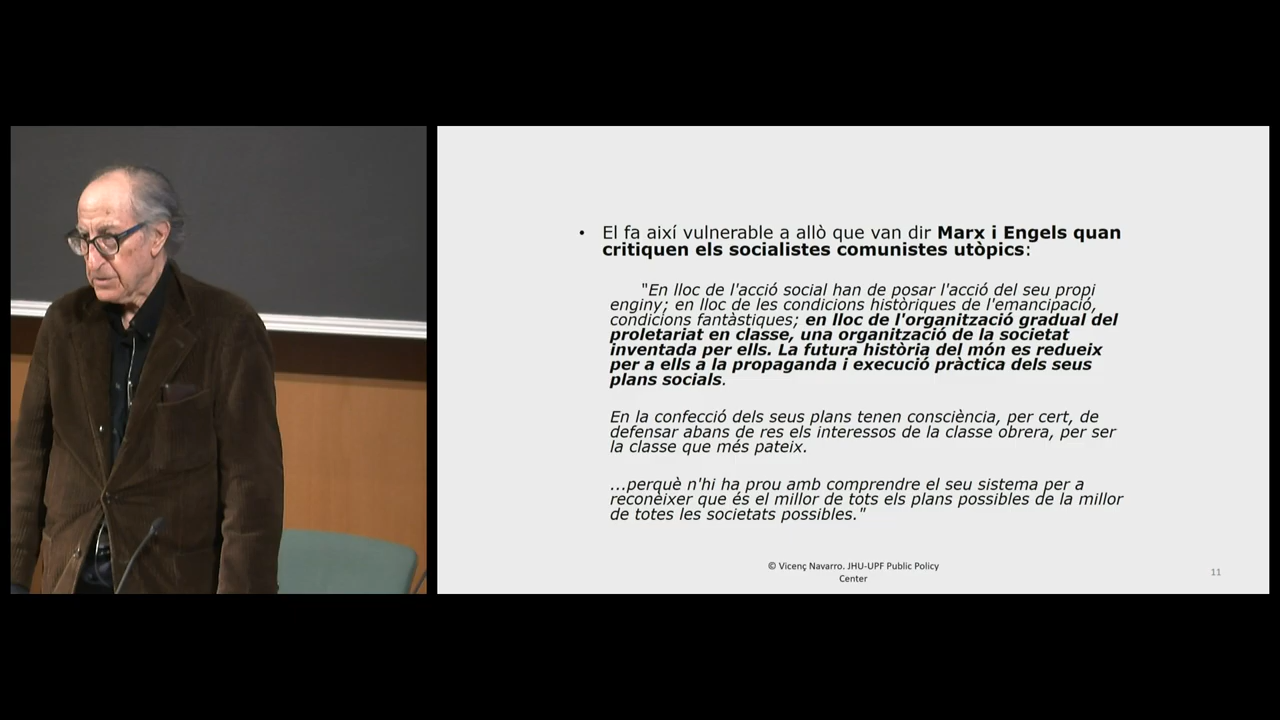 • El fa així vulnerable a allò que van dir Marx i Engels quan
critiquen els socialistes comunistes utòpics:
"En lloc de l'acció social han de posar l'acció del seu propi
enginy; en lloc de les condicions històriques de l'emancipació,
condicions fantàstiques; en lloc de l'organització gradual del
proletariat en classe, una organització de la societat
inventada per ells. La futura història del món es redueix
per a ells a la propaganda i execució pràctica dels seus
plans socials.
En la confecció dels seus plans tenen consciència, per cert, de
defensar abans de res els interessos de la classe obrera, per ser
la classe que més pateix.
...perquè n'hi ha prou amb comprendre el seu sistema per a
reconèixer que és el millor de tots els plans possibles de la millor
de totes les societats possibles."
© Vicenç Navarro. JHU-UPF Public Policy
Center
11